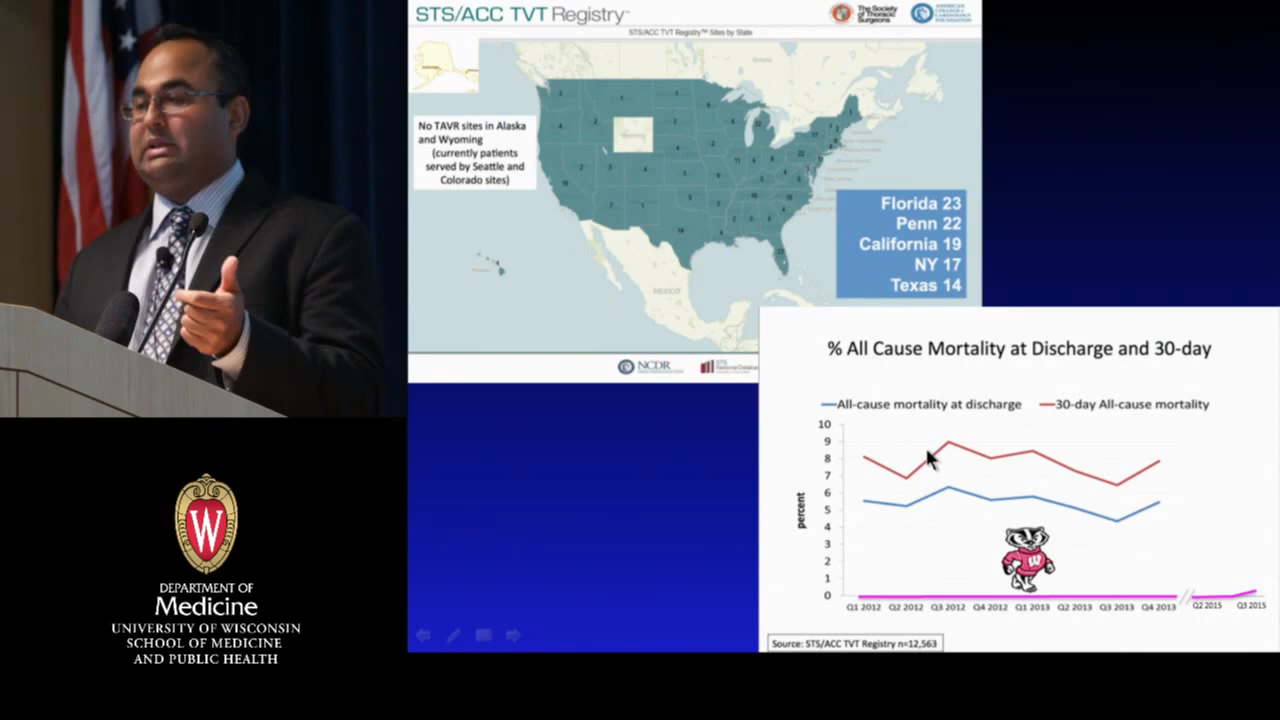 STS/ACC TVT Registry™
The Society
of Thoracic
Surgeons
AMERICAN
COLLEGE of
CARDIOLOGY
FOUNDATION
STS/ACC TVT Registry™ Sites by State
No TAVR sites in Alaska
and Wyoming
(currently patients
served by Seattle and
Colorado sites)
Wyoming
MEXICO
Florida 23
Penn 22
California 19
NY 17
Texas 14
NCDR
STS
National Database
% All Cause Mortality at Discharge and 30-day
All-cause mortality at discharge
30-day All-cause mortality
percent
10
9
8
7
6
5
4
3
2
1
0
Q1 2012 Q2 2012 Q3 2012 Q4 2012 Q1 2013 Q2 2013 Q3 2013 Q4 2013 Q2 2015 Q3 2015
W
Source: STS/ACC TVT Registry n=12,563
W
DEPARTMENT OF
Medicine
UNIVERSITY OF WISCONSIN
SCHOOL OF MEDICINE
AND PUBLIC HEALTH